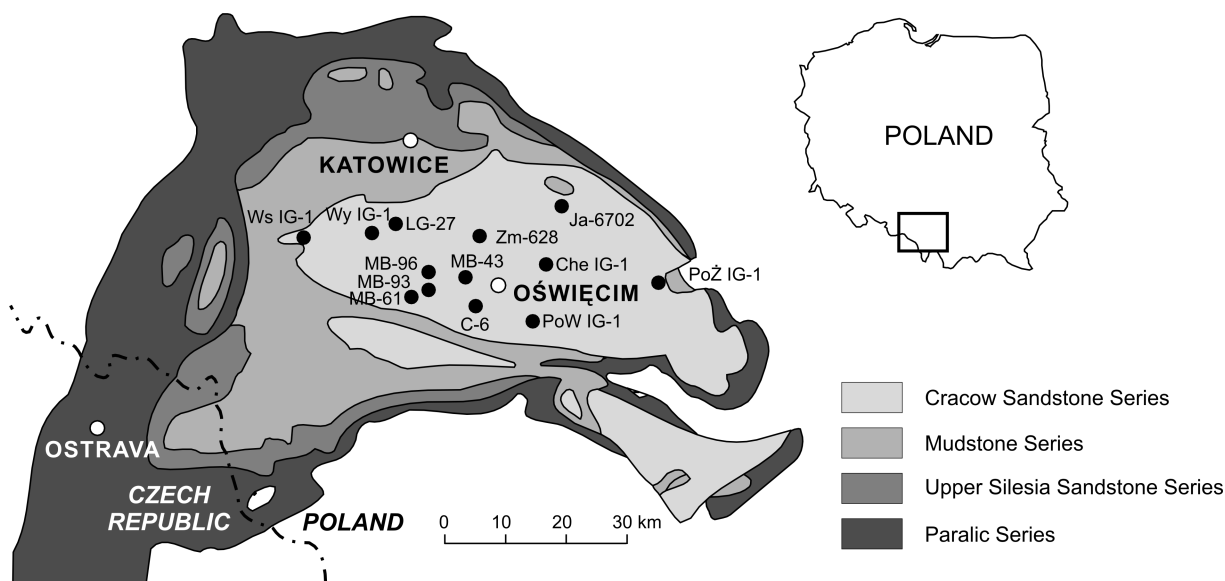 POLAND
KATOWICE
Ws IG-1
Wy IG-1
LG-27
Ja-6702
Zm-628
MB-96
MB-43
Che IG-1
PoŻ IG-1
MB-93
OŚWIĘCIM
MB-61
C-6
PoW IG-1
Cracow Sandstone Series
Mudstone Series
Upper Silesia Sandstone Series
Paralic Series
OSTRAVA
CZECH
REPUBLIC
POLAND
0 10 20 30 km